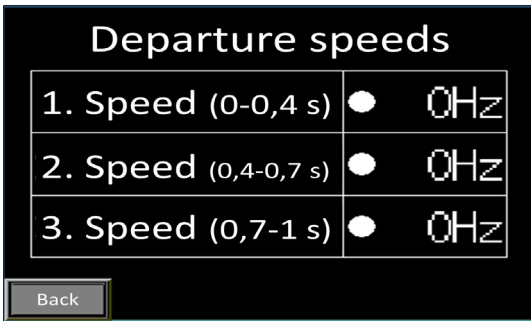 Departure speeds
1. Speed (0-0,4 s) 0Hz
2. Speed (0,4-0,7 s) 0Hz
3. Speed (0,7-1 s) 0Hz
Back